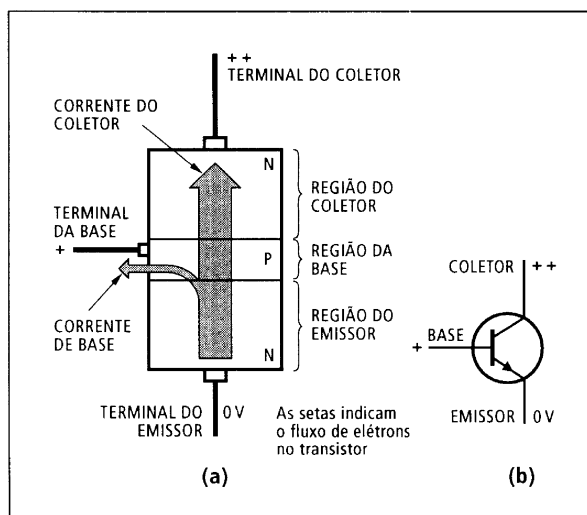 ++
TERMINAL DO COLETOR
CORRENTE DO
COLETOR
N
REGIÃO DO
COLETOR
TERMINAL
DA BASE
+
P
REGIÃO DA
BASE
CORRENTE
DE BASE
REGIÃO DO
EMISSOR
N
TERMINAL DO
EMISSOR
0 V
As setas indicam
o fluxo de elétrons
no transistor
(a)
COLETOR ++
+ BASE
EMISSOR 0 V
(b)